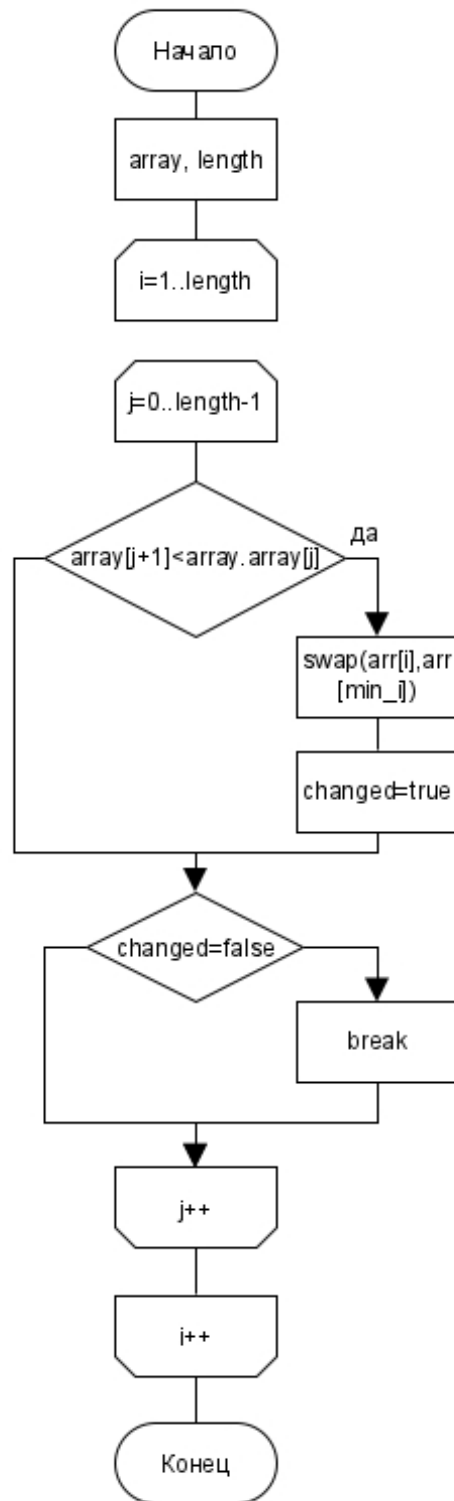 Начало
array, length
i=1..length
j=0..length-1
array[j+1]<array.array[j]
да
swap(arr[i],arr
[min_i])
changed=true
changed=false
break
j++
i++
Конец